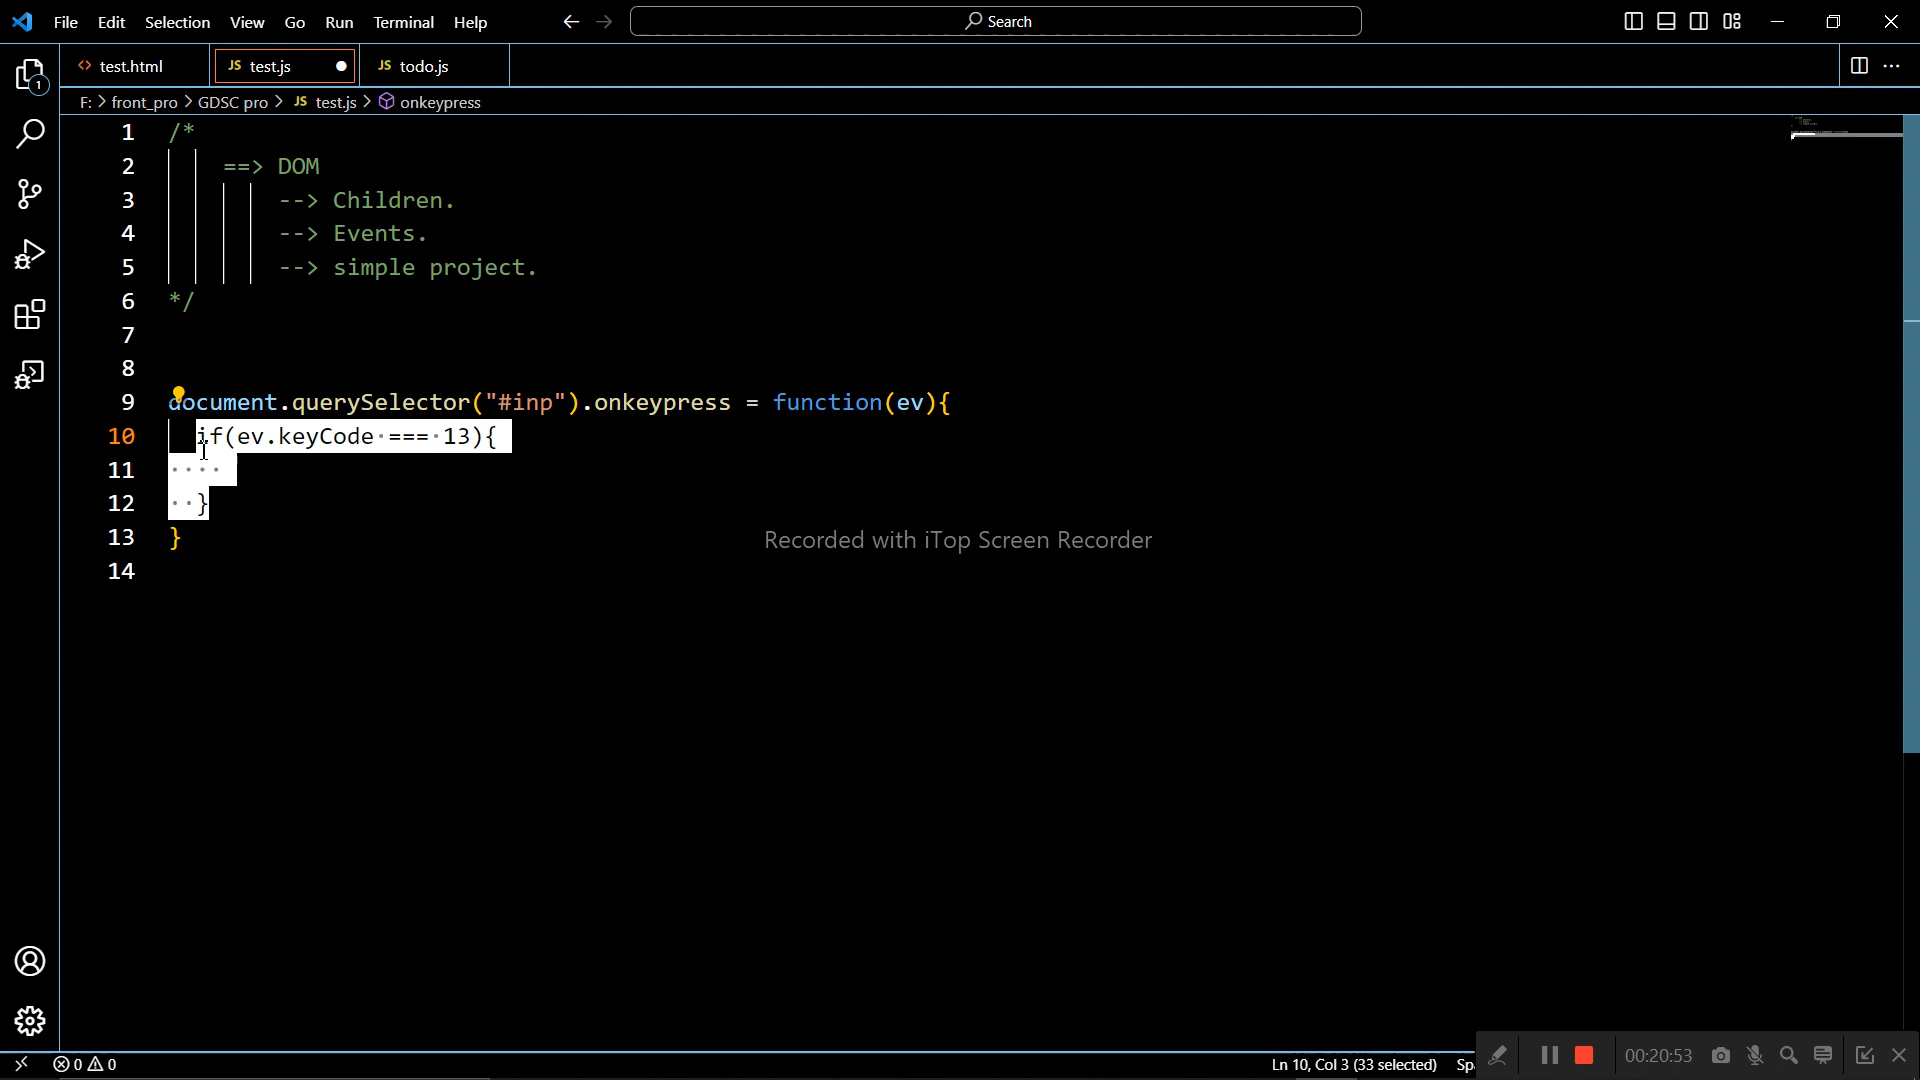 File Edit Selection View Go Run Terminal Help Search
test.html JS test.js JS todo.js
1
F: > front_pro > GDSC pro > JS test.js > onkeypress
1 /*
2 ==> DOM
3 --> Children.
4 --> Events.
5 --> simple project.
6 */
7
8
9 document.querySelector("#inp").onkeypress = function(ev){
10 if(ev.keyCode === 13){
11
12 }
13 }
14
Recorded with iTop Screen Recorder
0 0 Ln 10, Col 3 (33 selected) Sp 00:20:53